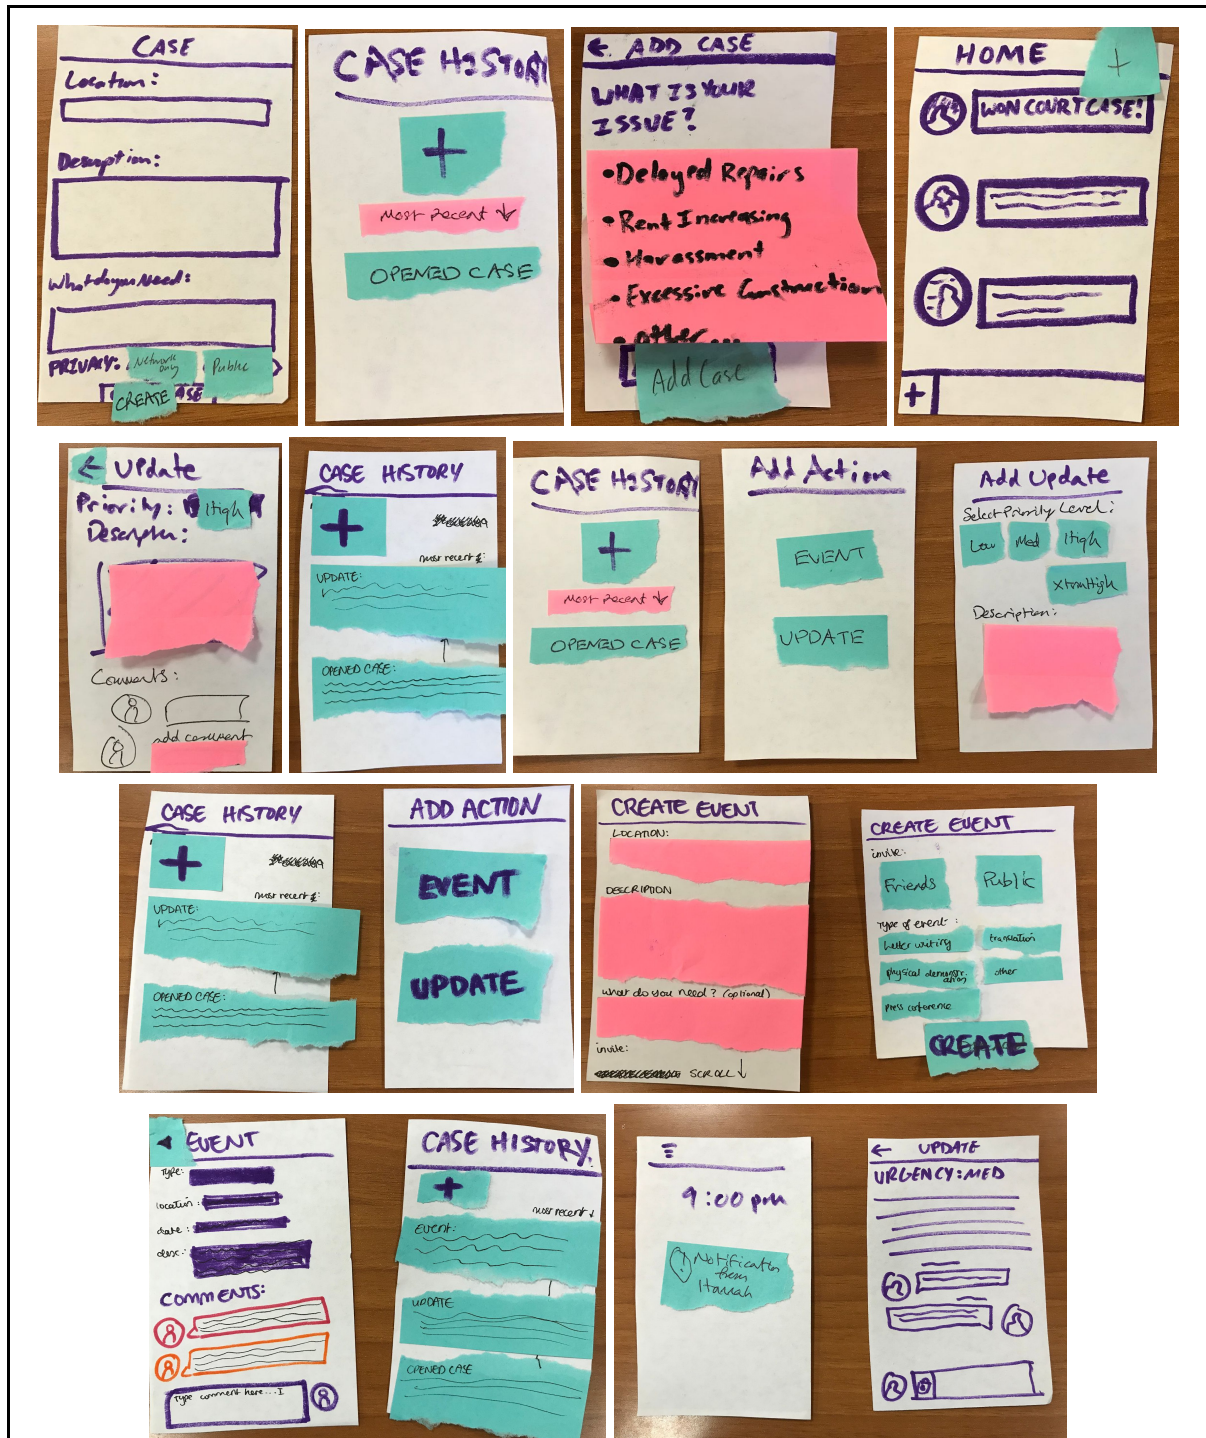 CASE
Location:
Description:
What do you Need:
PRIVACY: Network only Public
CREATE ASE
CASE HISTORY
+
Most Recent ↓
OPENED CASE
← ADD CASE
WHAT IS YOUR
ISSUE?
• Delayed Repairs
• Rent Increasing
• Harassment
• Excessive Construction
• other...
Add Case
HOME
+
WON COURT CASE!
+
← Update
Priority: High
Comments:
add comment
CASE HISTORY
+
most recent
UPDATE:
OPENED CASE:
CASE HISTORY
+
Most Recent ↓
OPENED CASE
Add Action
EVENT
UPDATE
Add Update
Select Priority Level:
Low Med High
XtraHigh
Description:
CASE HISTORY
+
most recent
UPDATE:
OPENED CASE:
ADD ACTION
EVENT
UPDATE
CREATE EVENT
LOCATION:
DESCRIPTION
What do you need? (optional)
invite:
SCROLL ↓
CREATE EVENT
invite:
Friends Public
Type of event:
letter writing translation
physical demonstration other
press conference
CREATE
EVENT
Type:
location:
date:
desc:
COMMENTS:
Type comment here... I
CASE HISTORY.
+
most recent ↓
Event:
UPDATE
OPENED CASE
9:00 pm
! Notification
from
Hannah
← UPDATE
URGENCY: MED